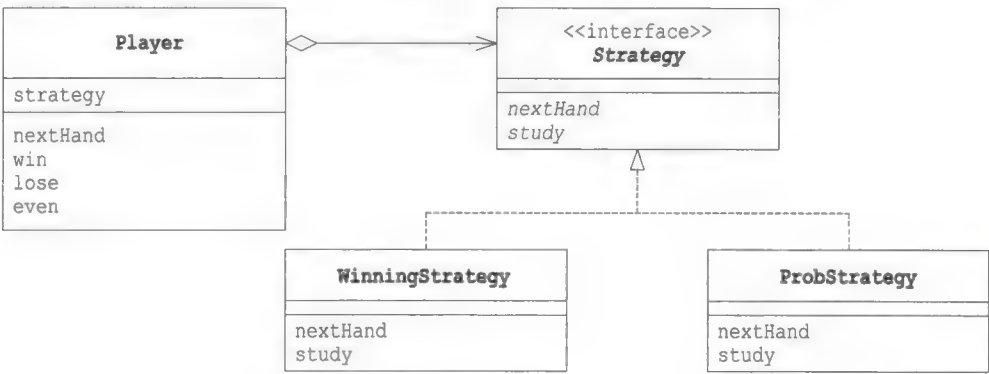 Player
strategy
nextHand
win
lose
even
<<interface>>
Strategy
nextHand
study
WinningStrategy
nextHand
study
ProbStrategy
nextHand
study